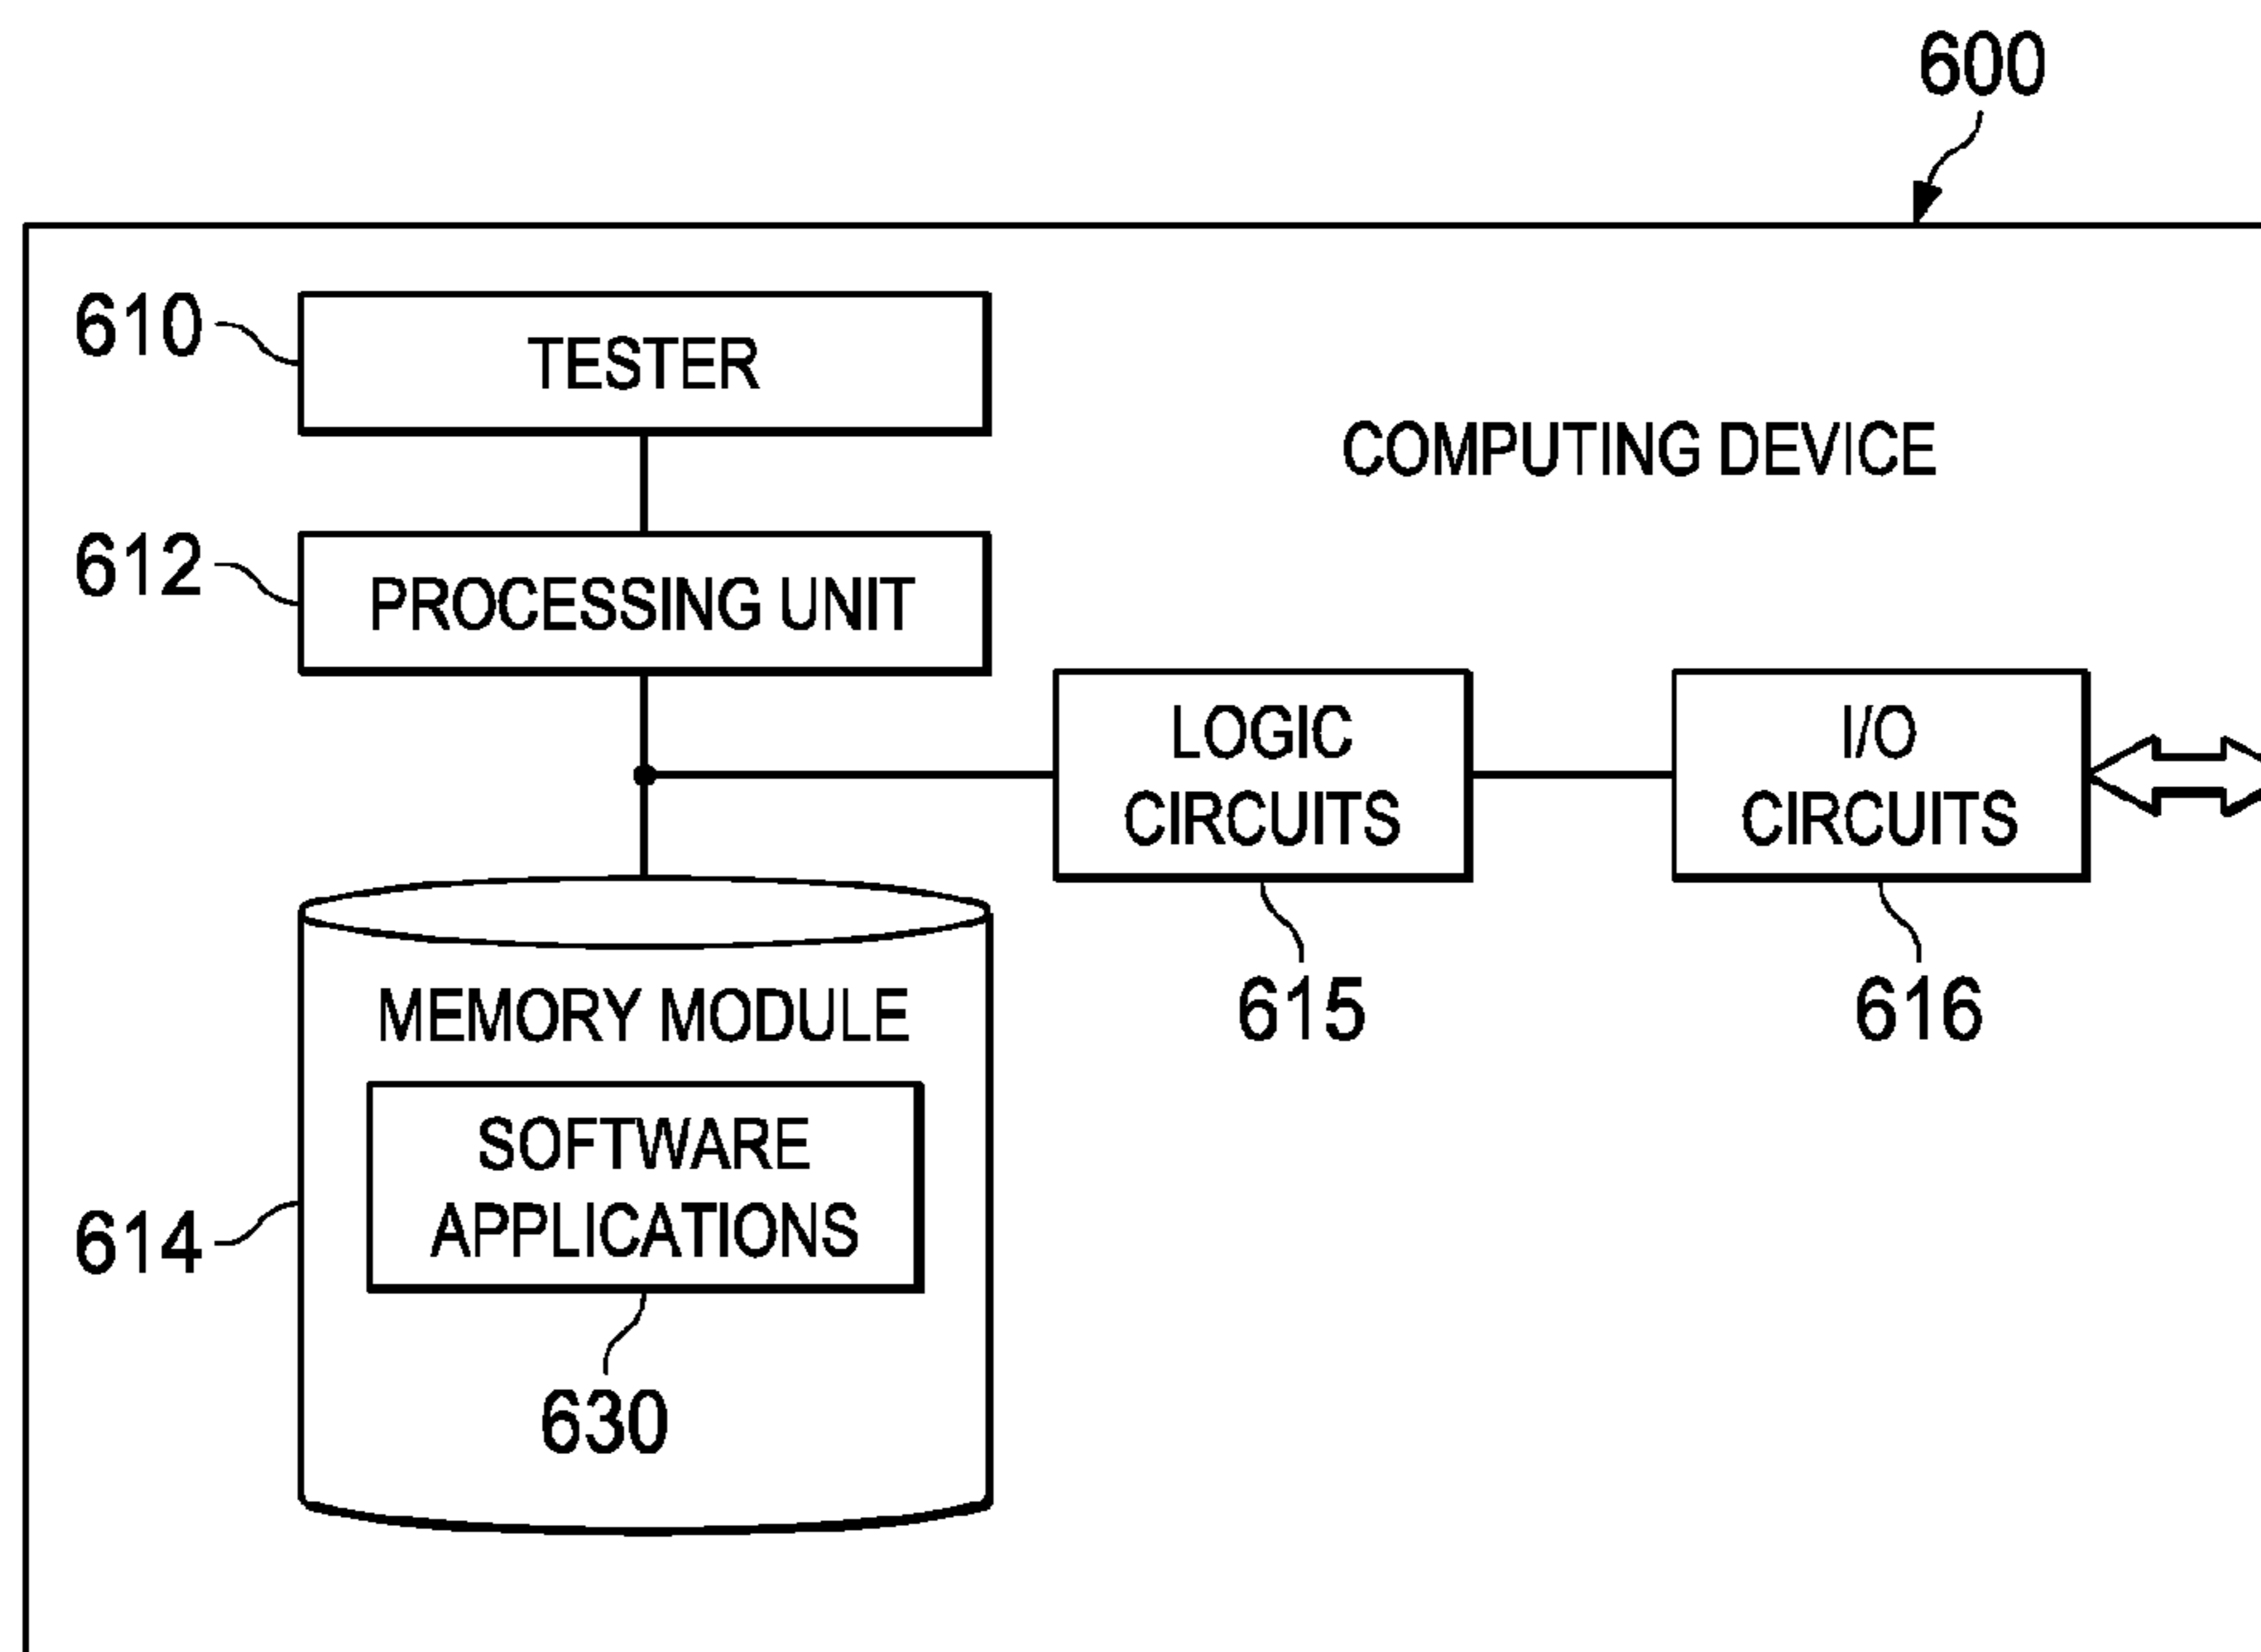 600
610
TESTER
COMPUTING DEVICE
612
PROCESSING UNIT
LOGIC
CIRCUITS
I/O
CIRCUITS
615
616
MEMORY MODULE
SOFTWARE
APPLICATIONS
614
630